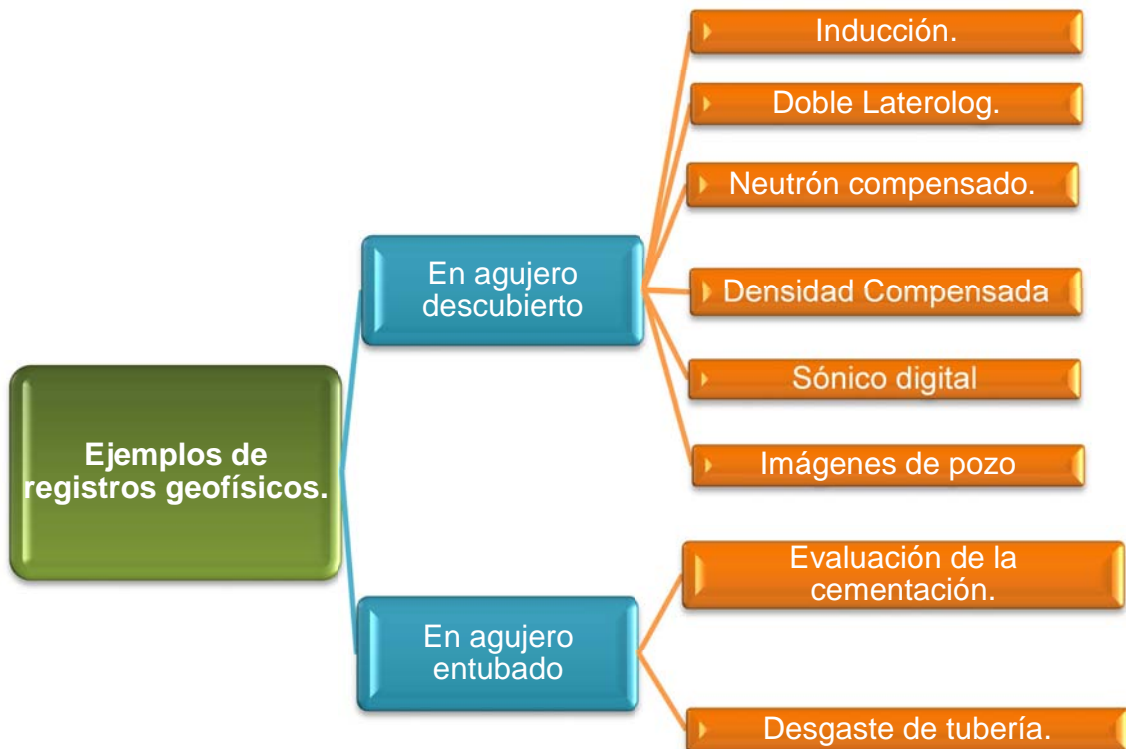 Ejemplos de
registros geofísicos.
En agujero
descubierto
Inducción.
Doble Laterolog.
Neutrón compensado.
Densidad Compensada
Sónico digital
Imágenes de pozo
En agujero
entubado
Evaluación de la
cementación.
Desgaste de tubería.